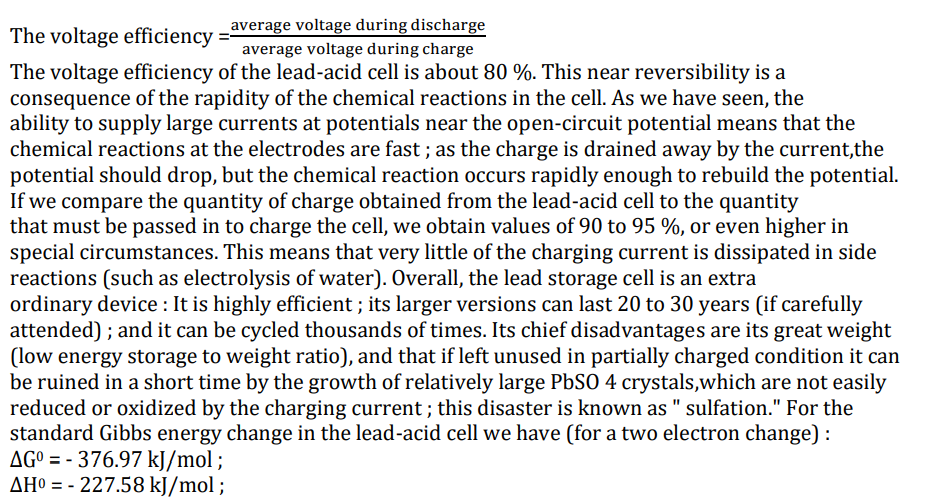 The voltage efficiency = average voltage during discharge / average voltage during charge
The voltage efficiency of the lead-acid cell is about 80 %. This near reversibility is a
consequence of the rapidity of the chemical reactions in the cell. As we have seen, the
ability to supply large currents at potentials near the open-circuit potential means that the
chemical reactions at the electrodes are fast ; as the charge is drained away by the current,the
potential should drop, but the chemical reaction occurs rapidly enough to rebuild the potential.
If we compare the quantity of charge obtained from the lead-acid cell to the quantity
that must be passed in to charge the cell, we obtain values of 90 to 95 %, or even higher in
special circumstances. This means that very little of the charging current is dissipated in side
reactions (such as electrolysis of water). Overall, the lead storage cell is an extra
ordinary device : It is highly efficient ; its larger versions can last 20 to 30 years (if carefully
attended) ; and it can be cycled thousands of times. Its chief disadvantages are its great weight
(low energy storage to weight ratio), and that if left unused in partially charged condition it can
be ruined in a short time by the growth of relatively large PbSO 4 crystals,which are not easily
reduced or oxidized by the charging current ; this disaster is known as " sulfation." For the
standard Gibbs energy change in the lead-acid cell we have (for a two electron change) :
ΔG⁰ = - 376.97 kJ/mol ;
ΔH⁰ = - 227.58 kJ/mol ;